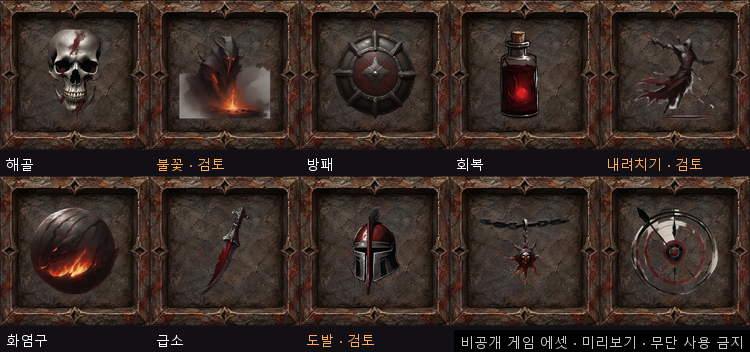 해골
불꽃 · 검토
방패
회복
내려치기 · 검토
화염구
급소
도발 · 검토
비공개 게임 에셋 · 미리보기 · 무단 사용 금지